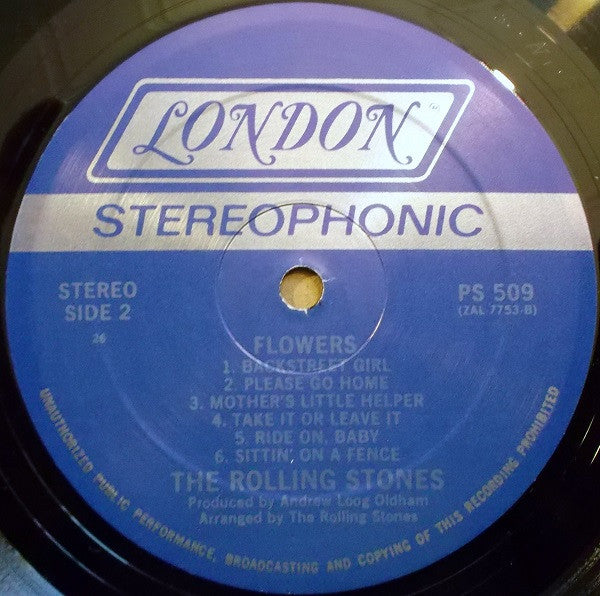 LONDON™
STEREOPHONIC
STEREO
SIDE 2
26
PS 509
(ZAL 7753-B)
FLOWERS
1. BACKSTREET GIRL
2. PLEASE GO HOME
3. MOTHER'S LITTLE HELPER
4. TAKE IT OR LEAVE IT
5. RIDE ON, BABY
6. SITTIN' ON A FENCE
THE ROLLING STONES
Produced by Andrew Loog Oldham
Arranged by The Rolling Stones
UNAUTHORIZED PUBLIC PERFORMANCE, BROADCASTING AND COPYING OF THIS RECORDING PROHIBITED